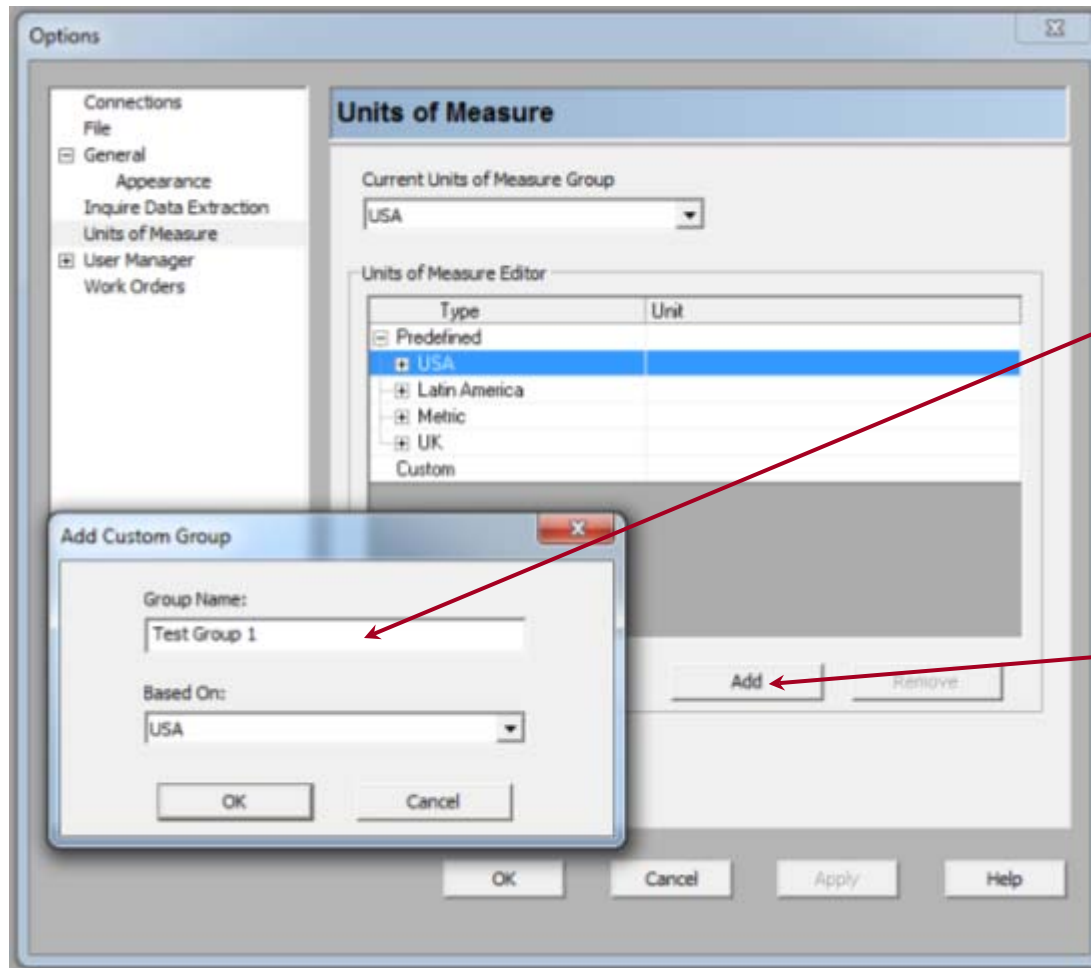 Options
Connections
File
General
Appearance
Inquire Data Extraction
Units of Measure
User Manager
Work Orders
Units of Measure
Current Units of Measure Group
USA
Units of Measure Editor
Type Unit
Predefined
USA
Latin America
Metric
UK
Custom
Add Remove
Add Custom Group
Group Name:
Test Group 1
Based On:
USA
OK Cancel
OK Cancel Apply Help